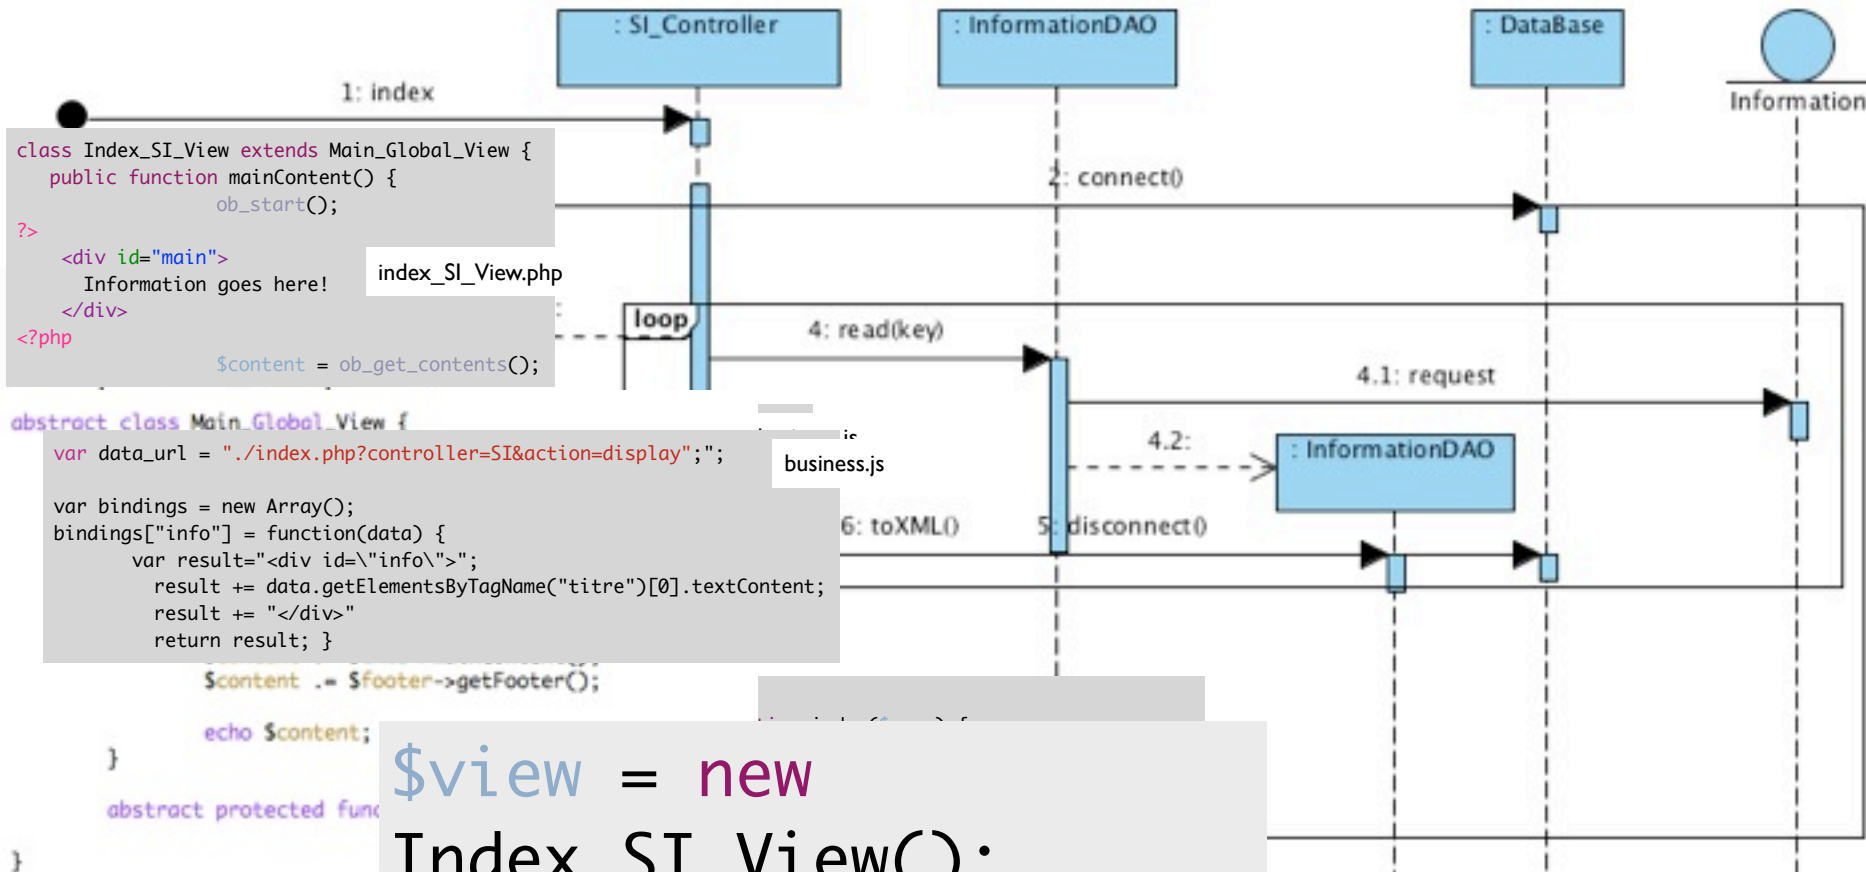 : SI_Controller
: InformationDAO
: DataBase
Information
1: index
class Index_SI_View extends Main_Global_View {
public function mainContent() {
ob_start();
?>
<div id="main">
Information goes here!
</div>
<?php
$content = ob_get_contents();
index_SI_View.php
2: connect()
loop
4: read(key)
4.1: request
4.2:
: InformationDAO
6: toXML()
5: disconnect()
abstract class Main_Global_View {
var data_url = "./index.php?controller=SI&action=display";";
var bindings = new Array();
bindings["info"] = function(data) {
var result="<div id=\"info\">";
result += data.getElementsByTagName("titre")[0].textContent;
result += "</div>"
return result; }
business.js
$content .= $footer->getFooter();
echo $content;
}
abstract protected func
}
$view = new
Index_SI_View();